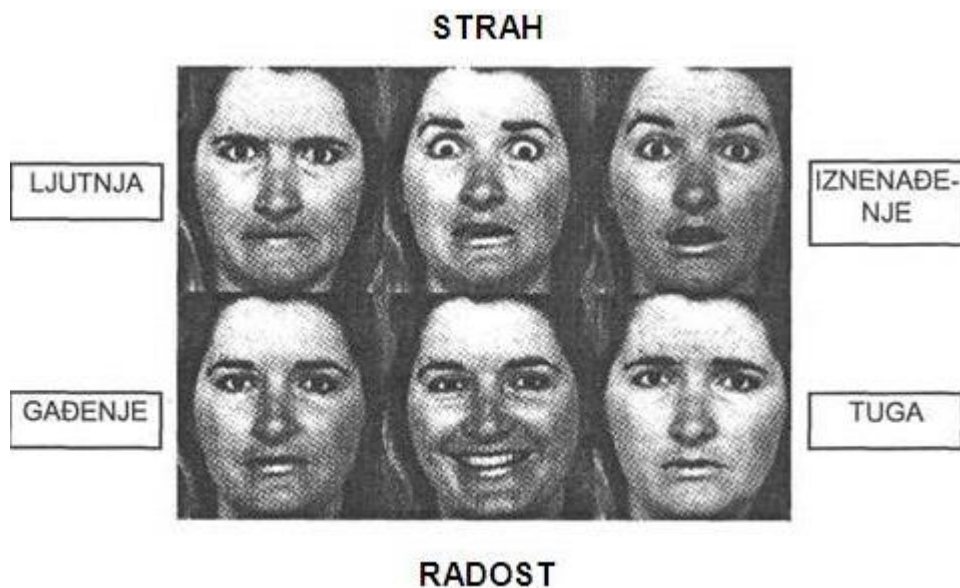 STRAH
LJUTNJA
IZNENAĐE-
NJE
GAĐENJE
TUGA
RADOST